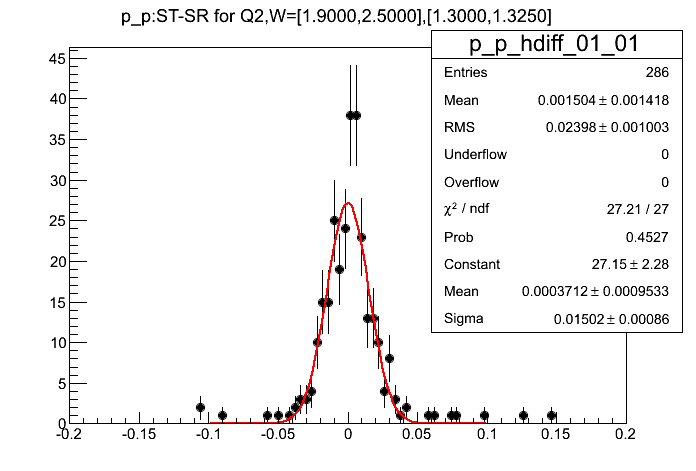 p_p:ST-SR for Q2,W=[1.9000,2.5000],[1.3000,1.3250]
p_p_hdiff_01_01
Entries 286
Mean 0.001504 ± 0.001418
RMS 0.02398 ± 0.001003
Underflow 0
Overflow 0
χ² / ndf 27.21 / 27
Prob 0.4527
Constant 27.15 ± 2.28
Mean 0.0003712 ± 0.0009533
Sigma 0.01502 ± 0.00086
45
40
35
30
25
20
15
10
5
0
-0.2 -0.15 -0.1 -0.05 0 0.05 0.1 0.15 0.2